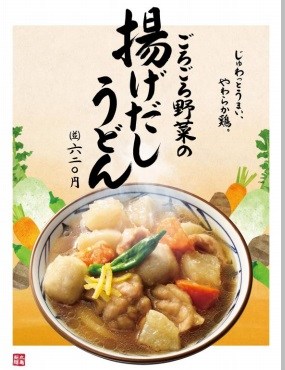 じゅわっとうまい、
やわらか鶏。
ごろごろ野菜の
揚げだし
うどん
(並)六二〇円